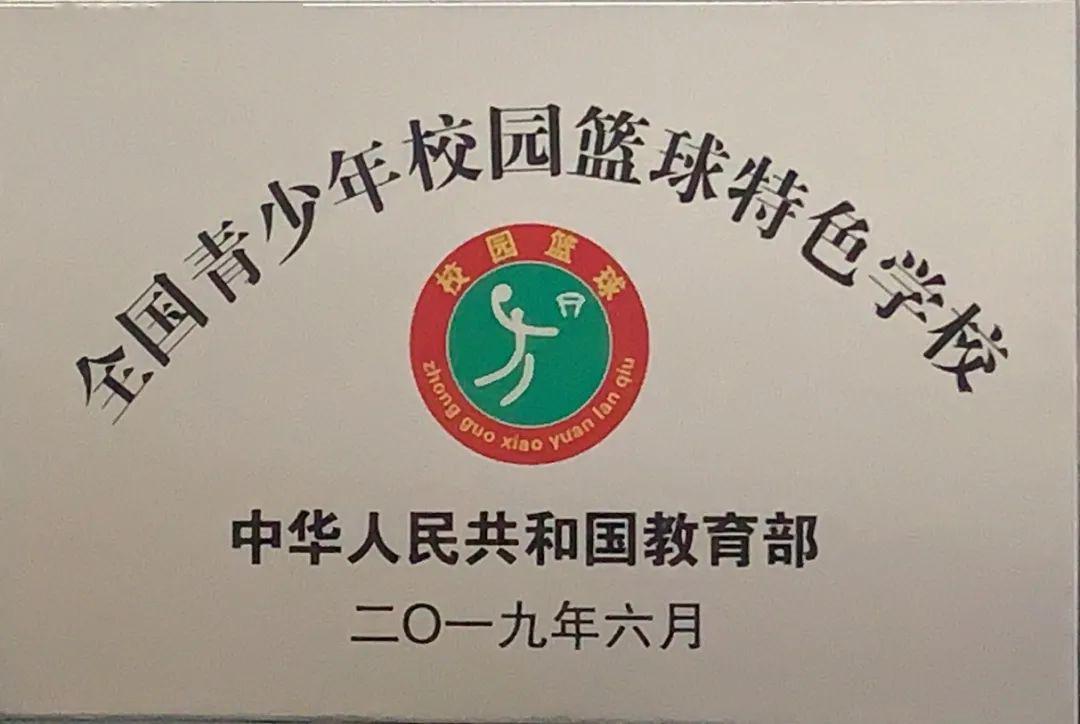 全国青少年校园篮球特色学校
校园篮球
zhong guo xiao yuan lan qiu
中华人民共和国教育部
二〇一九年六月